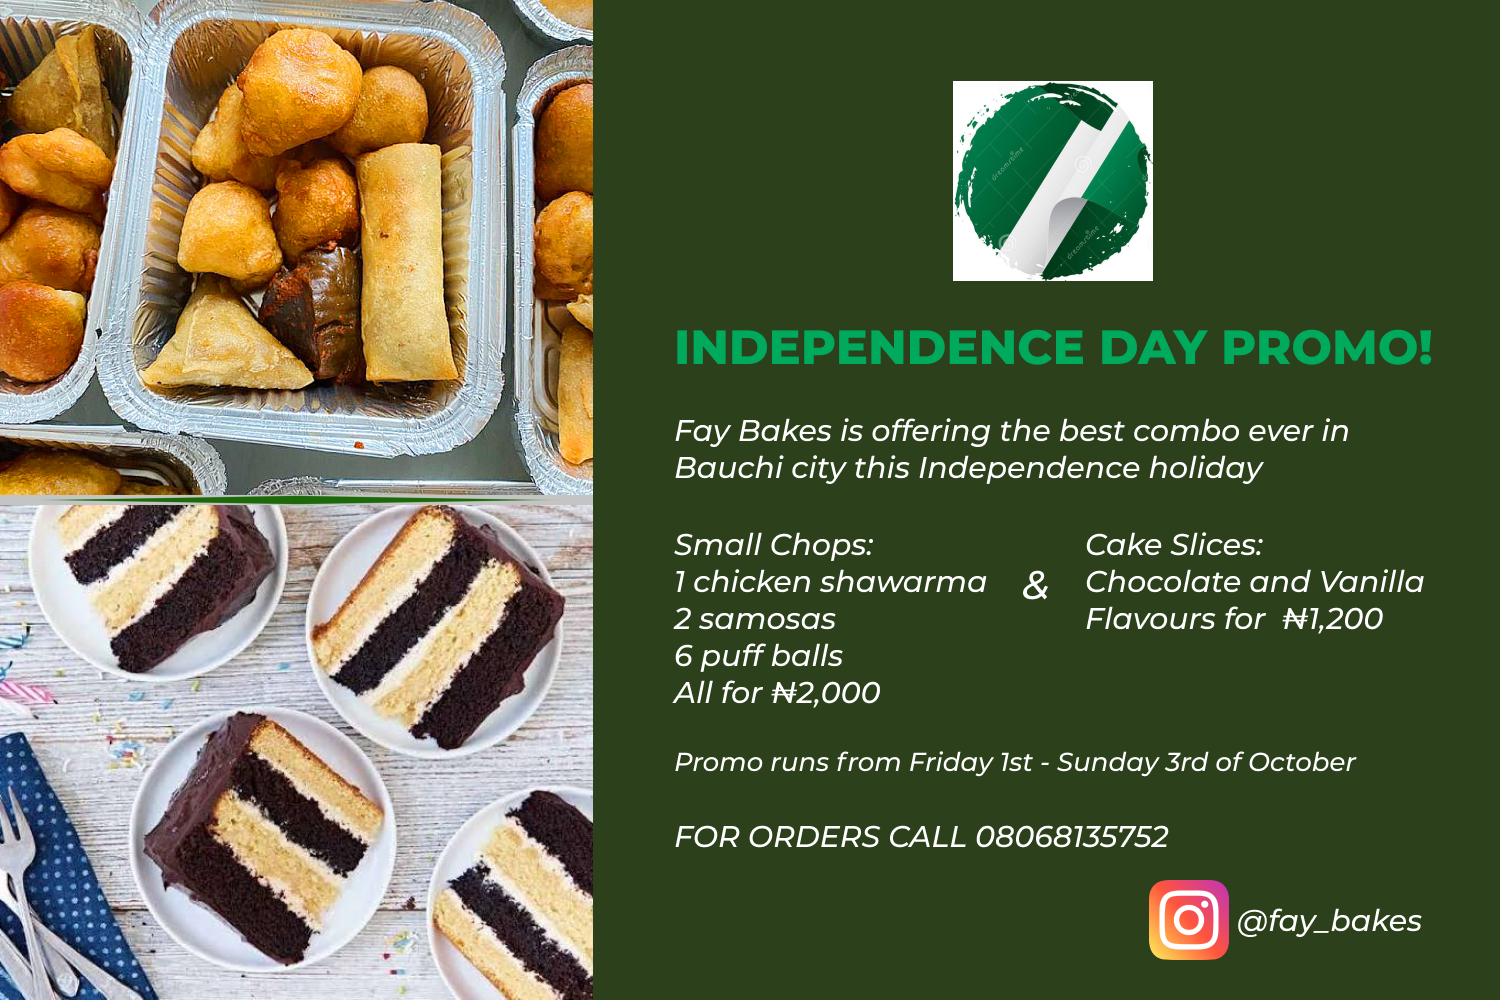 dreamstime
dreamstime
INDEPENDENCE DAY PROMO!
Fay Bakes is offering the best combo ever in
Bauchi city this Independence holiday
Small Chops:
1 chicken shawarma
2 samosas
6 puff balls
All for ₦2,000
&
Cake Slices:
Chocolate and Vanilla
Flavours for ₦1,200
Promo runs from Friday 1st - Sunday 3rd of October
FOR ORDERS CALL 08068135752
@fay_bakes